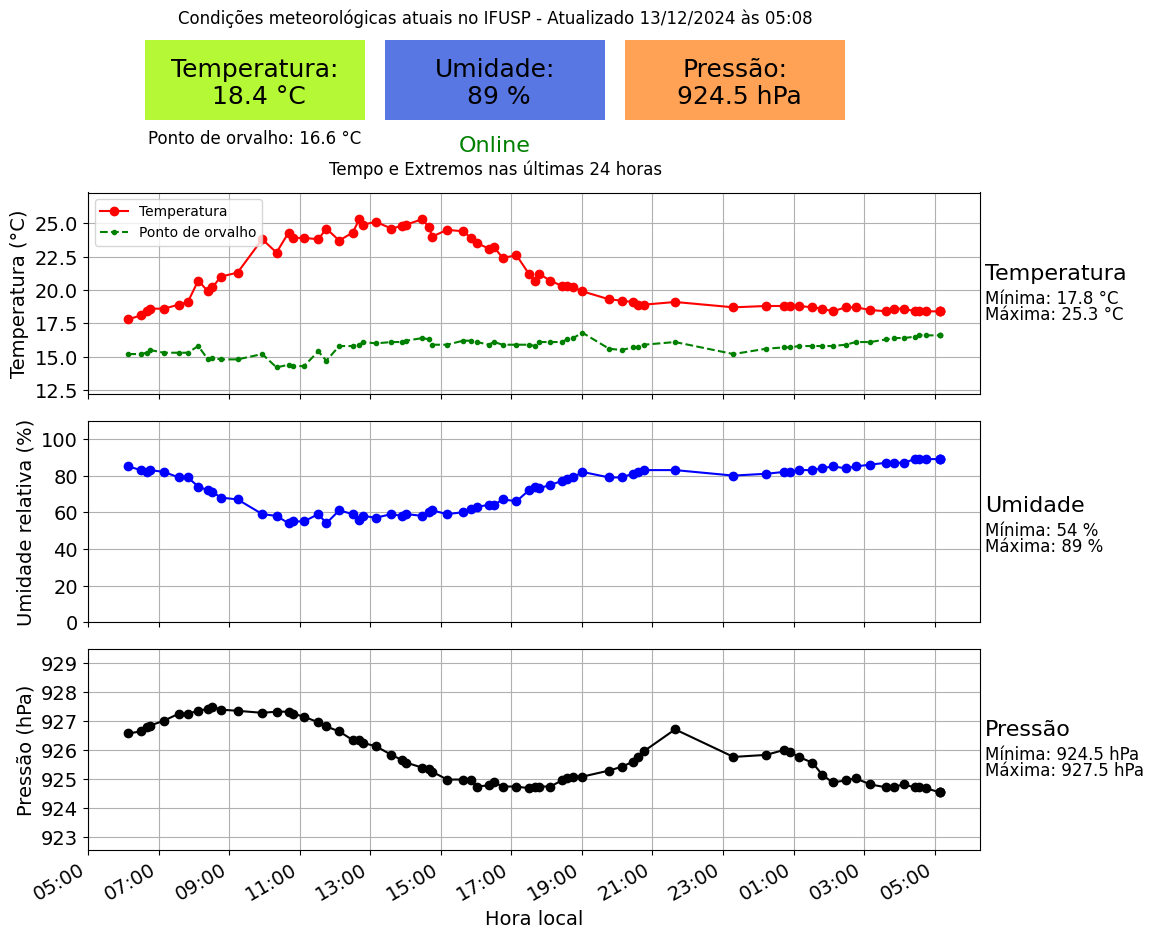 Condições meteorológicas atuais no IFUSP - Atualizado 13/12/2024 às 05:08
Temperatura:
18.4 °C
Umidade:
89 %
Pressão:
924.5 hPa
Ponto de orvalho: 16.6 °C
Online
Tempo e Extremos nas últimas 24 horas
Temperatura (°C)
25.0
22.5
20.0
17.5
15.0
12.5
Temperatura
Ponto de orvalho
Temperatura
Mínima: 17.8 °C
Máxima: 25.3 °C
Umidade relativa (%)
100
80
60
40
20
0
Umidade
Mínima: 54 %
Máxima: 89 %
Pressão (hPa)
929
928
927
926
925
924
923
Pressão
Mínima: 924.5 hPa
Máxima: 927.5 hPa
05:00 07:00 09:00 11:00 13:00 15:00 17:00 19:00 21:00 23:00 01:00 03:00 05:00
Hora local